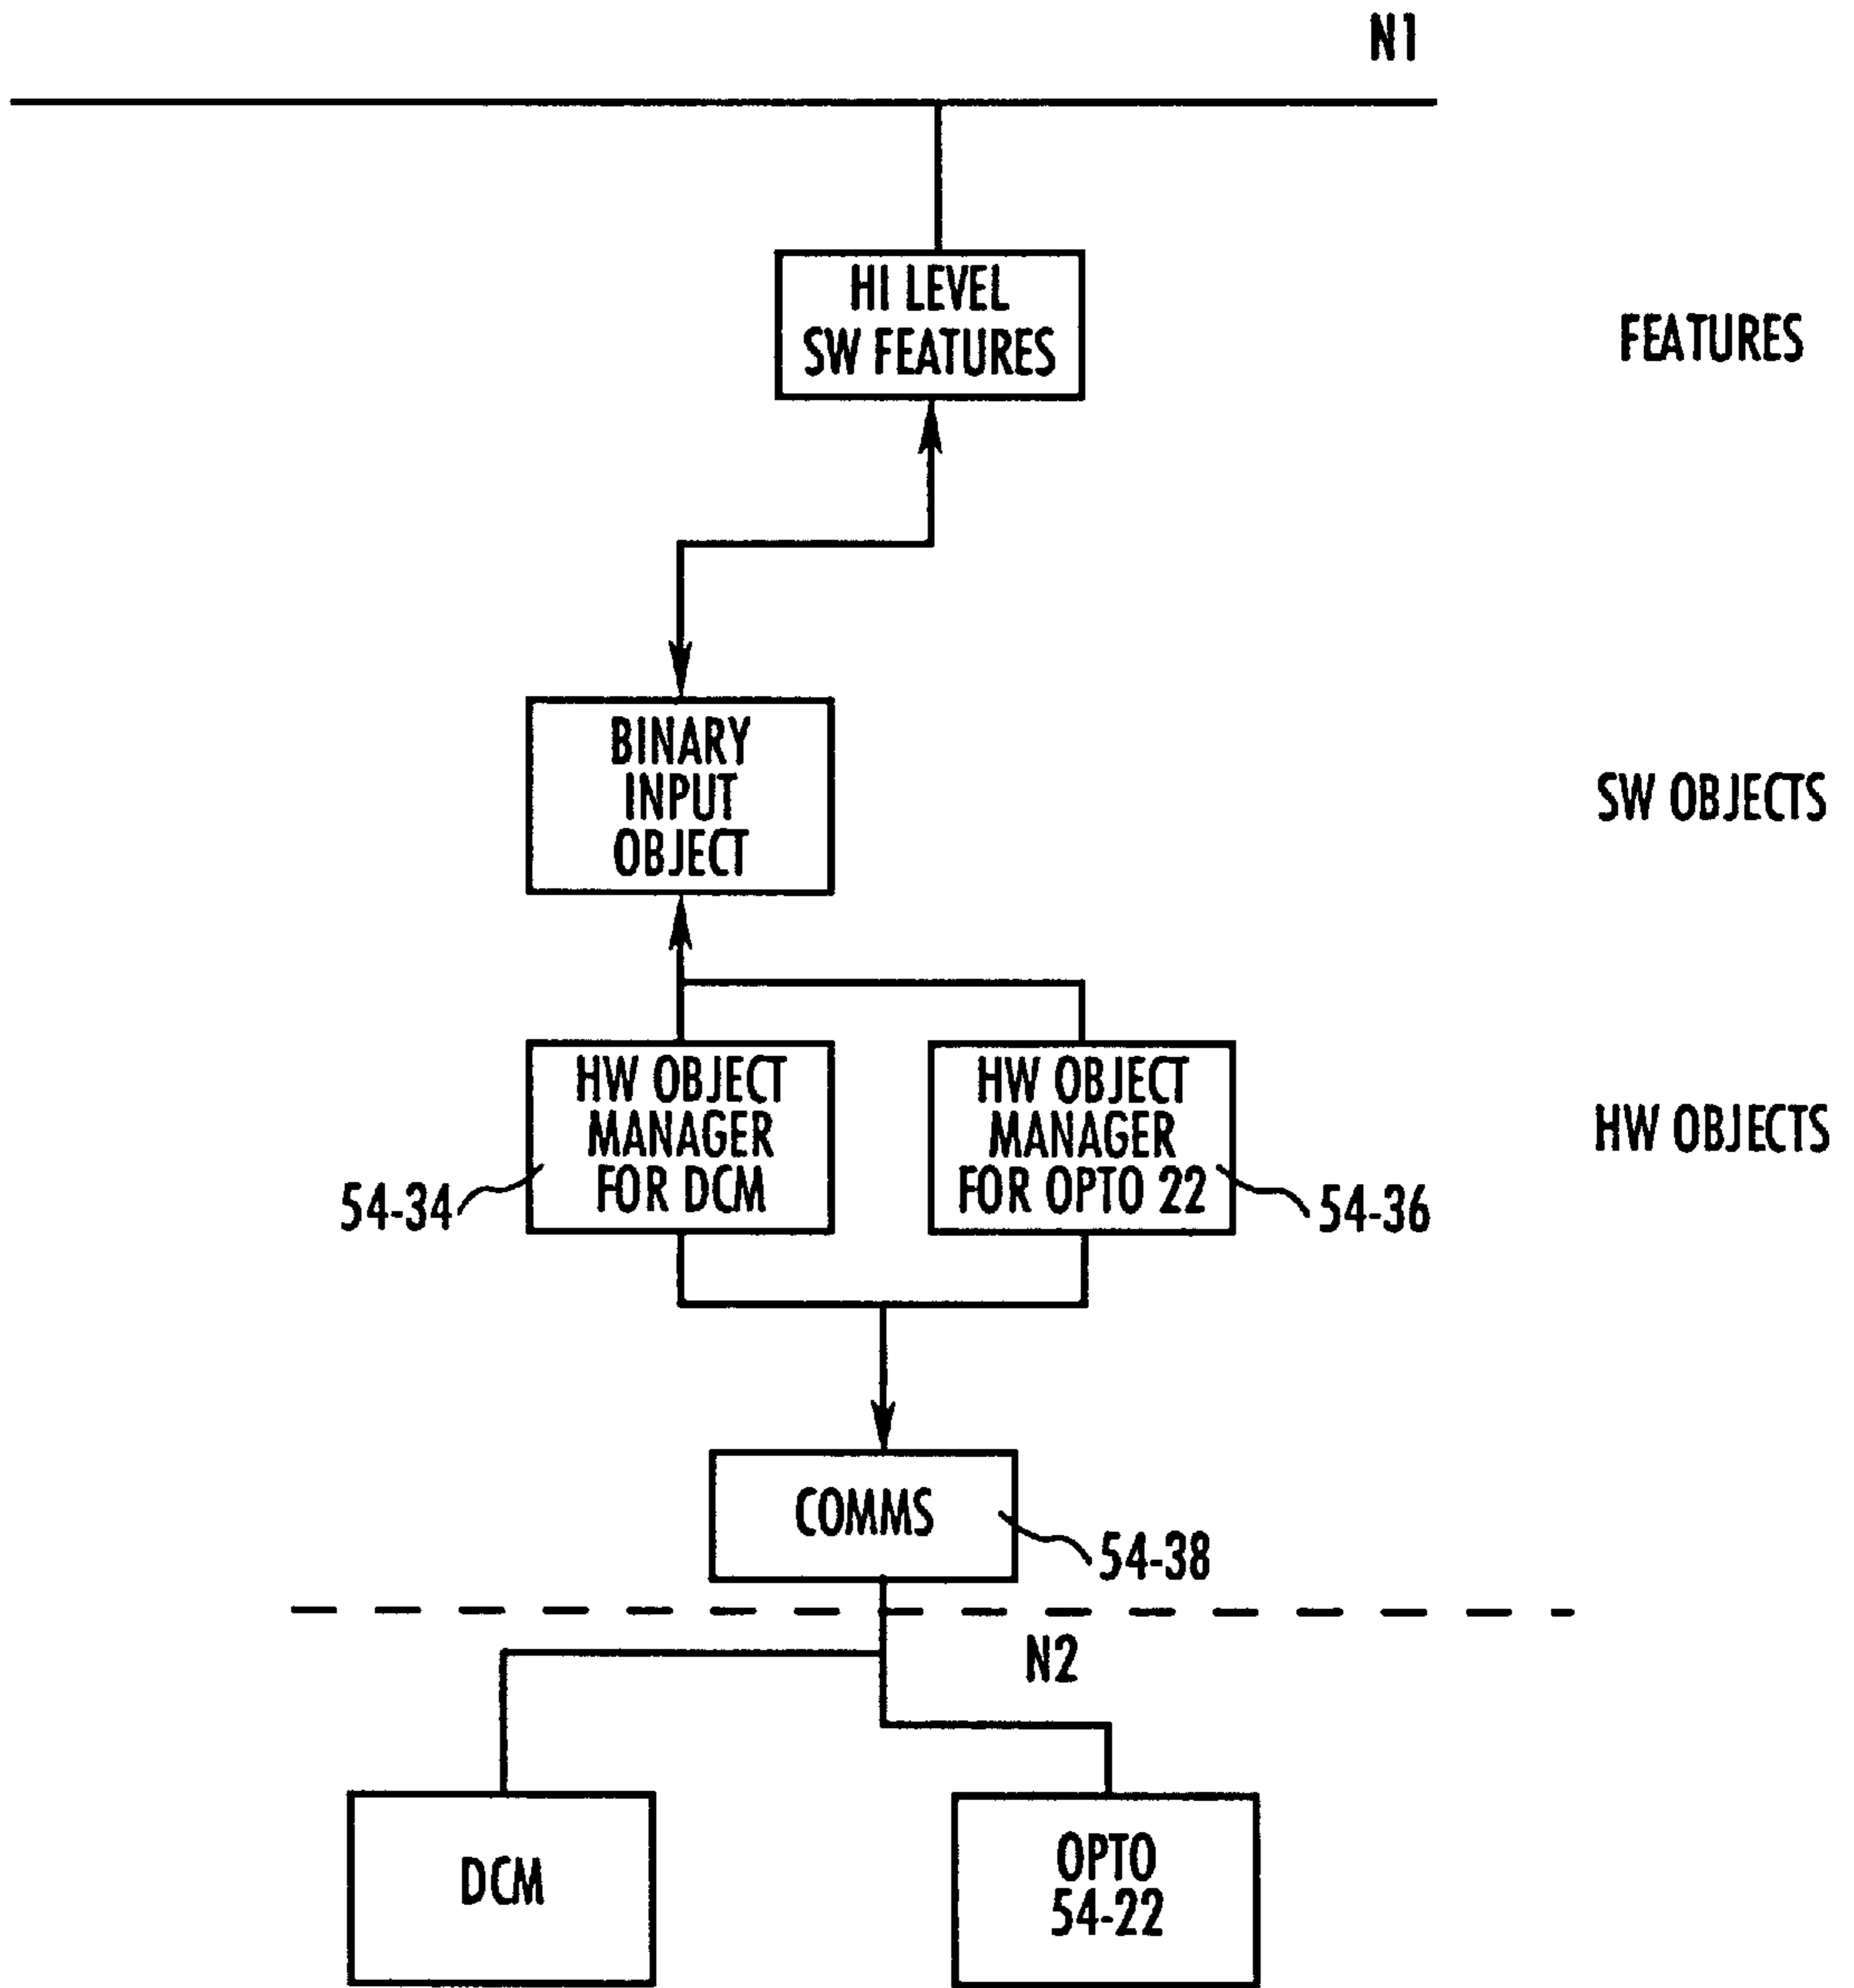 N1
HI LEVEL
SW FEATURES
FEATURES
BINARY
INPUT
OBJECT
SW OBJECTS
HW OBJECT
MANAGER
FOR DCM
HW OBJECT
MANAGER
FOR OPTO 22
HW OBJECTS
54-34
54-36
COMMS
54-38
N2
DCM
OPTO
54-22